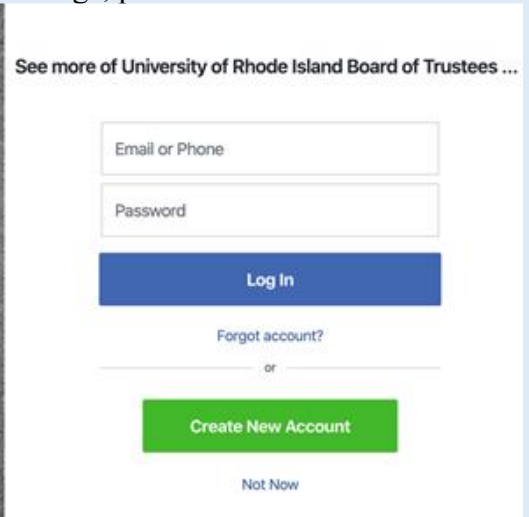 See more of University of Rhode Island Board of Trustees ...
Email or Phone
Password
Log In
Forgot account?
or
Create New Account
Not Now